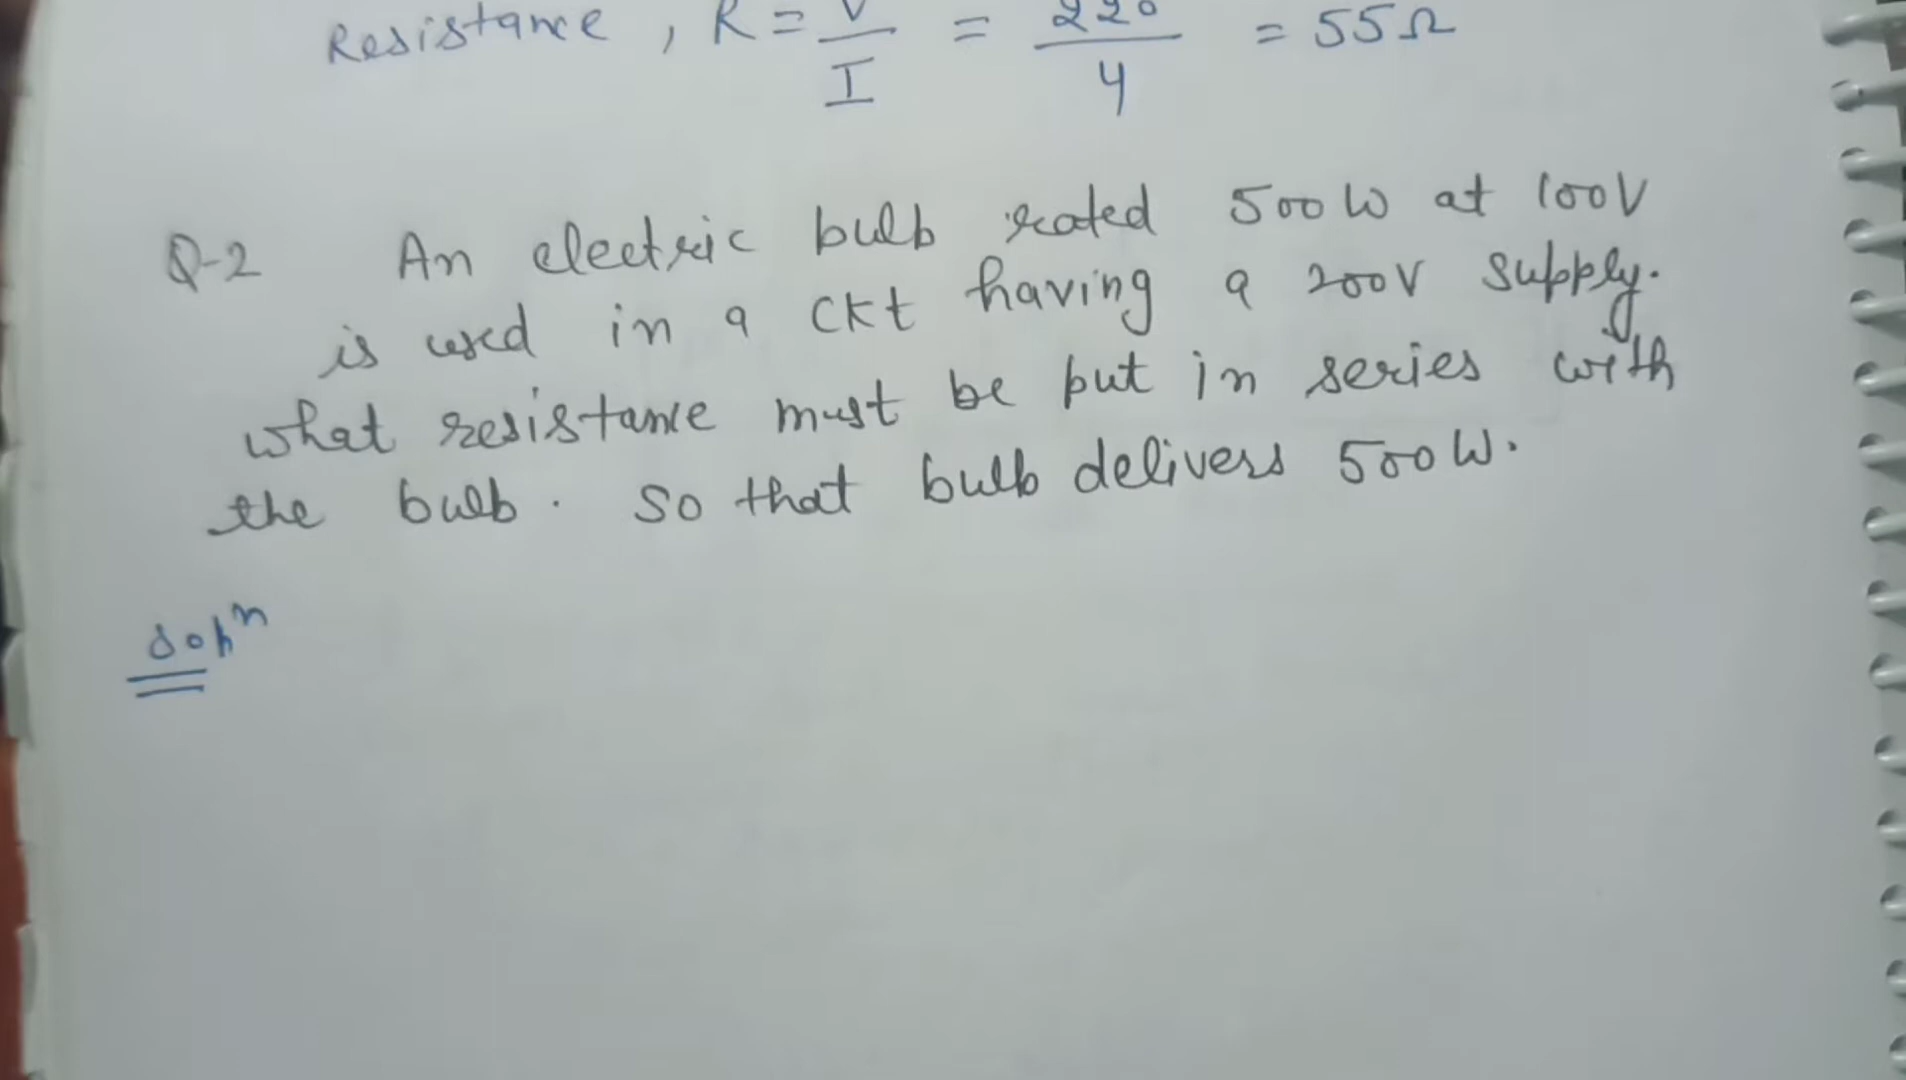 Resistance, R = V/I = 220/4 = 55Ω
Q-2 An electric bulb rated 500W at 100V
is used in a ckt having a 200V supply.
what resistance must be put in series with
the bulb. so that bulb delivers 500W.
Solⁿ